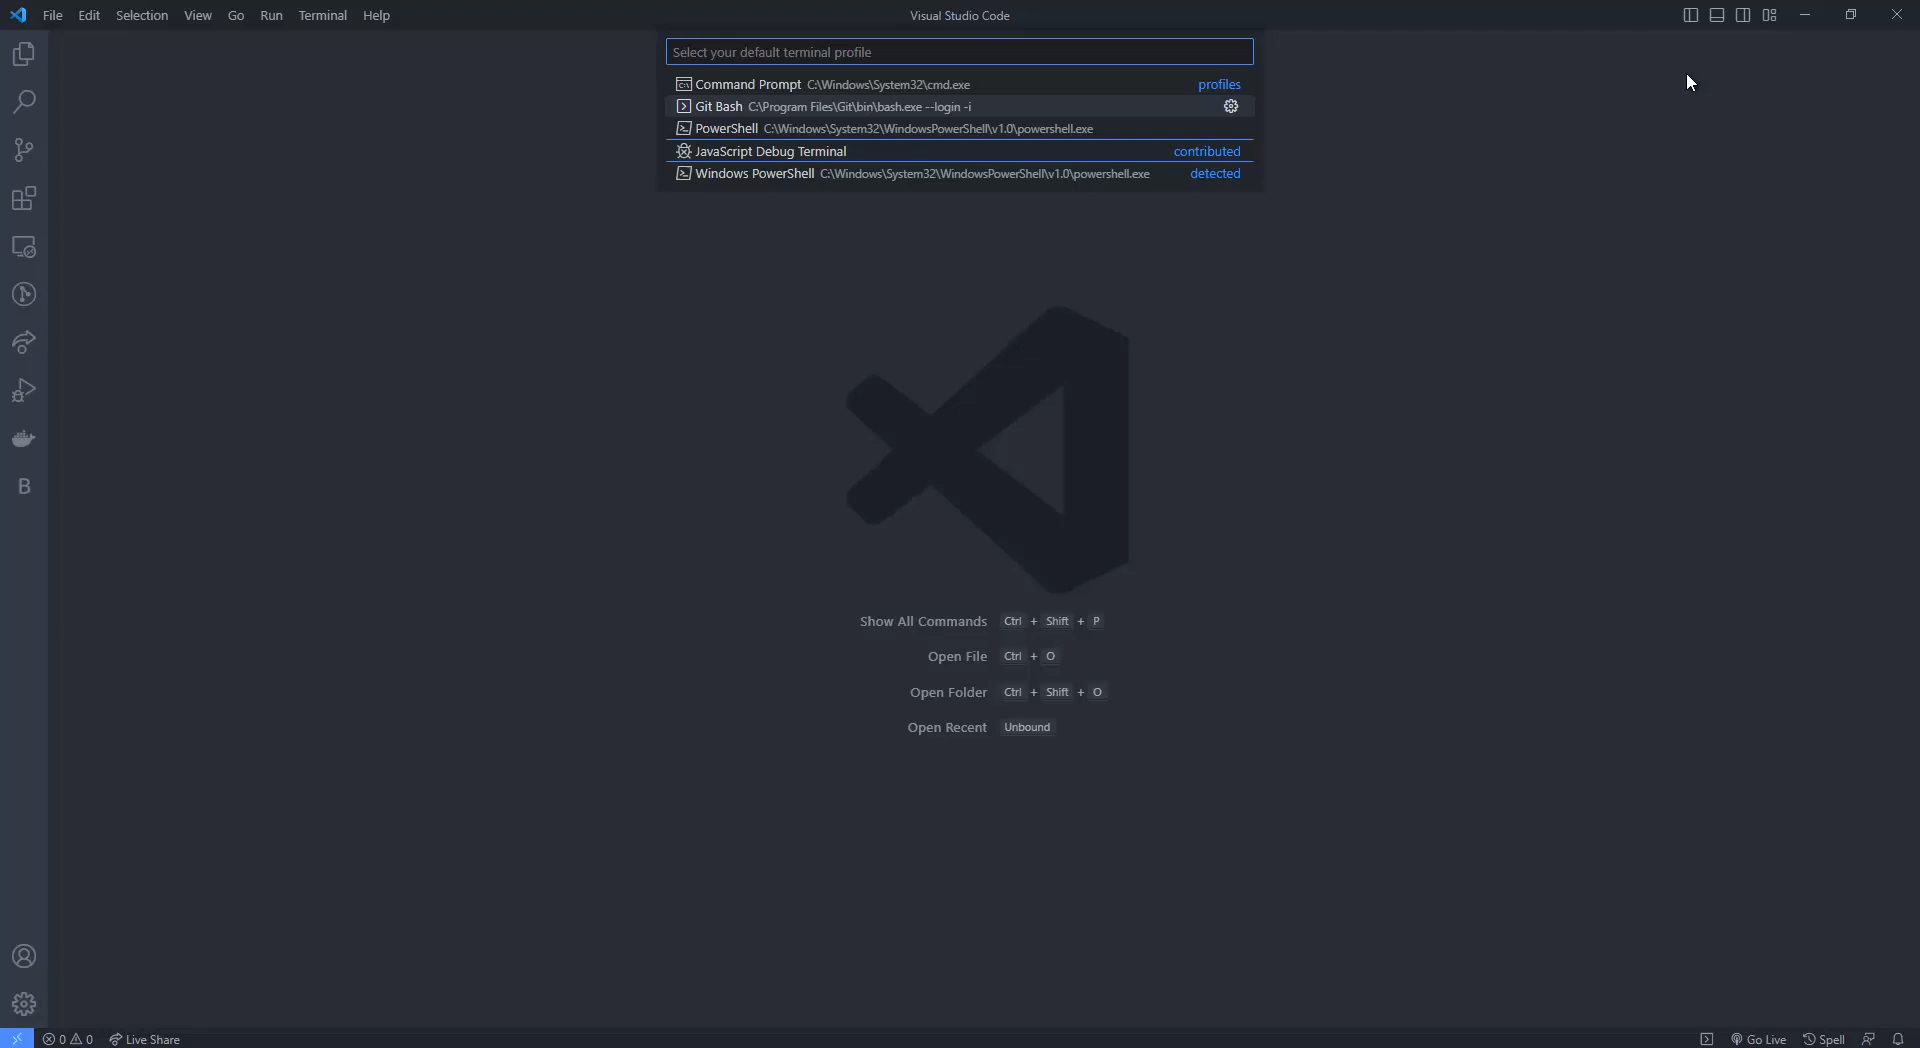 File Edit Selection View Go Run Terminal Help Visual Studio Code
Select your default terminal profile
Command Prompt C:\Windows\System32\cmd.exe profiles
Git Bash C:\Program Files\Git\bin\bash.exe --login -i
PowerShell C:\Windows\System32\WindowsPowerShell\v1.0\powershell.exe
JavaScript Debug Terminal contributed
Windows PowerShell C:\Windows\System32\WindowsPowerShell\v1.0\powershell.exe detected
B
Show All Commands Ctrl + Shift + P
Open File Ctrl + O
Open Folder Ctrl + Shift + O
Open Recent Unbound
0 0 Live Share Go Live Spell